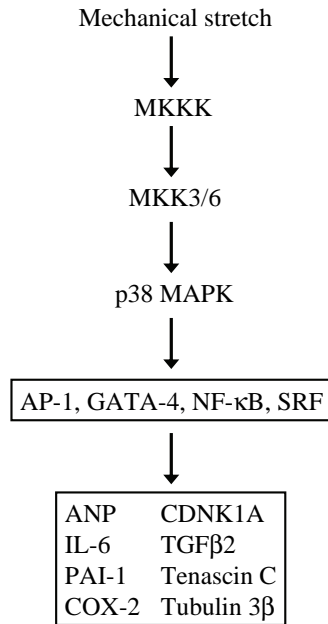 Mechanical stretch
MKKK
MKK3/6
p38 MAPK
AP-1, GATA-4, NF-κB, SRF
ANP CDNK1A
IL-6 TGFβ2
PAI-1 Tenascin C
COX-2 Tubulin 3β